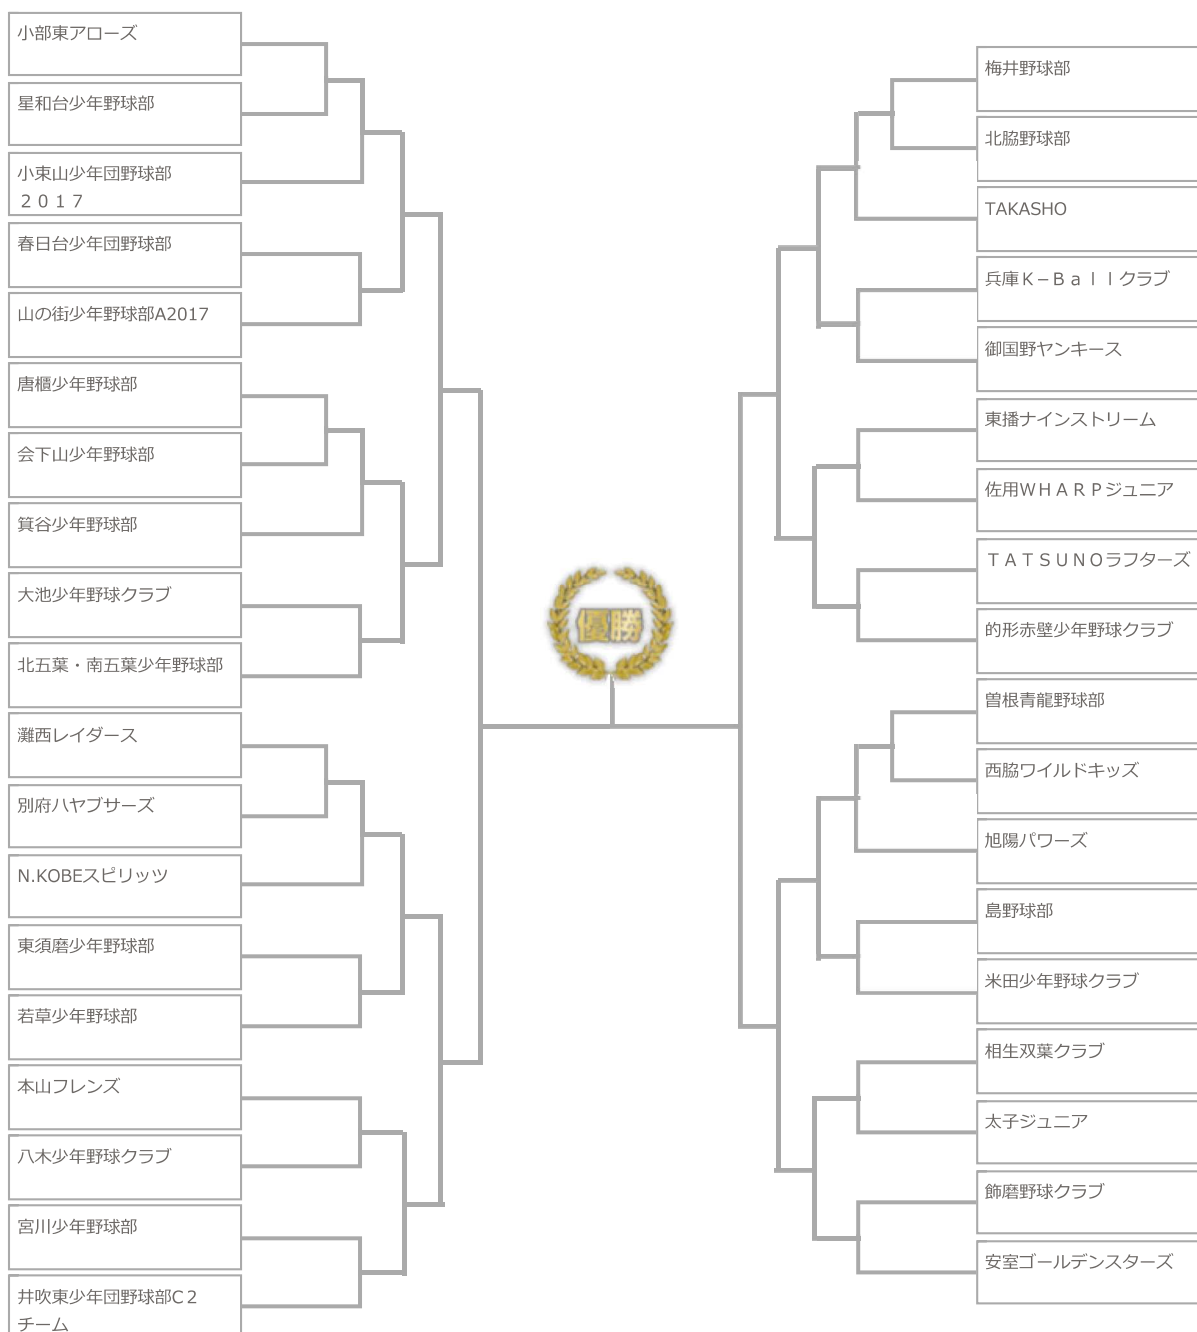 小部東アローズ
星和台少年野球部
小束山少年団野球部
２０１７
春日台少年団野球部
山の街少年野球部A2017
唐櫃少年野球部
会下山少年野球部
箕谷少年野球部
大池少年野球クラブ
北五葉・南五葉少年野球部
灘西レイダース
別府ハヤブサーズ
N.KOBEスピリッツ
東須磨少年野球部
若草少年野球部
本山フレンズ
八木少年野球クラブ
宮川少年野球部
井吹東少年団野球部C２
チーム
優勝
梅井野球部
北脇野球部
TAKASHO
兵庫Ｋ－Ｂａｌｌクラブ
御国野ヤンキース
東播ナインストリーム
佐用ＷＨＡＲＰジュニア
ＴＡＴＳＵＮＯラフターズ
的形赤壁少年野球クラブ
曽根青龍野球部
西脇ワイルドキッズ
旭陽パワーズ
島野球部
米田少年野球クラブ
相生双葉クラブ
太子ジュニア
飾磨野球クラブ
安室ゴールデンスターズ